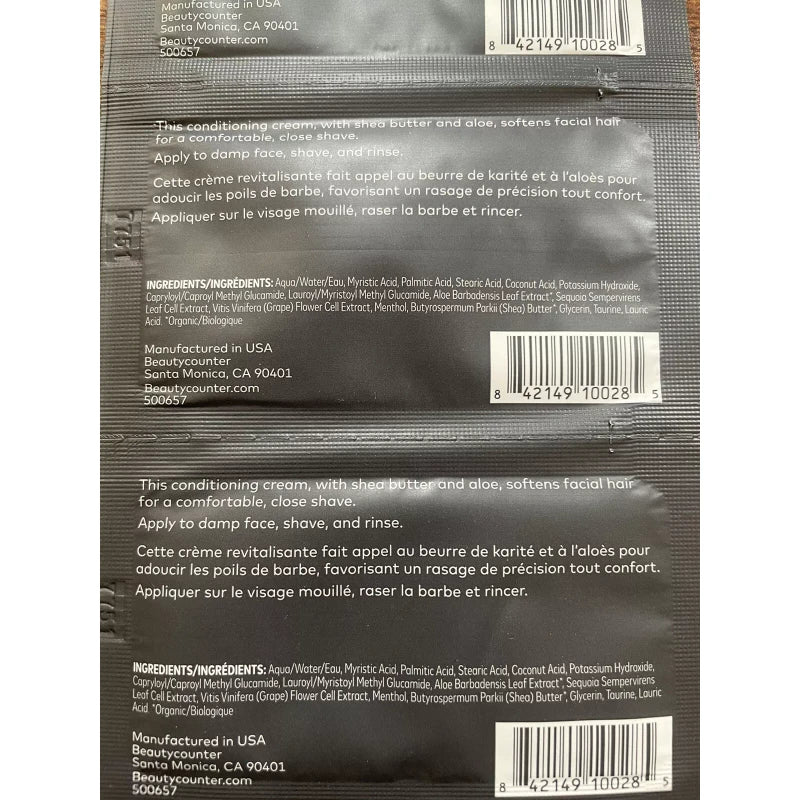 Manufactured in USA
Beautycounter
Santa Monica, CA 90401
Beautycounter.com
500657
8 42149 10028 5
This conditioning cream, with shea butter and aloe, softens facial hair
for a comfortable, close shave.
Apply to damp face, shave, and rinse.
Cette crème revitalisante fait appel au beurre de karité et à l'aloès pour
adoucir les poils de barbe, favorisant un rasage de précision tout confort.
Appliquer sur le visage mouillé, raser la barbe et rincer.
T751
INGREDIENTS/INGRÉDIENTS: Aqua/Water/Eau, Myristic Acid, Palmitic Acid, Stearic Acid, Coconut Acid, Potassium Hydroxide,
Capryloyl/Caproyl Methyl Glucamide, Lauroyl/Myristoyl Methyl Glucamide, Aloe Barbadensis Leaf Extract*, Sequoia Sempervirens
Leaf Cell Extract, Vitis Vinifera (Grape) Flower Cell Extract, Menthol, Butyrospermum Parkii (Shea) Butter*, Glycerin, Taurine, Lauric
Acid. *Organic/Biologique
Manufactured in USA
Beautycounter
Santa Monica, CA 90401
Beautycounter.com
500657
8 42149 10028 5
This conditioning cream, with shea butter and aloe, softens facial hair
for a comfortable, close shave.
Apply to damp face, shave, and rinse.
Cette crème revitalisante fait appel au beurre de karité et à l'aloès pour
adoucir les poils de barbe, favorisant un rasage de précision tout confort.
Appliquer sur le visage mouillé, raser la barbe et rincer.
INGREDIENTS/INGRÉDIENTS: Aqua/Water/Eau, Myristic Acid, Palmitic Acid, Stearic Acid, Coconut Acid, Potassium Hydroxide,
Capryloyl/Caproyl Methyl Glucamide, Lauroyl/Myristoyl Methyl Glucamide, Aloe Barbadensis Leaf Extract*, Sequoia Sempervirens
Leaf Cell Extract, Vitis Vinifera (Grape) Flower Cell Extract, Menthol, Butyrospermum Parkii (Shea) Butter*, Glycerin, Taurine, Lauric
Acid. *Organic/Biologique
Manufactured in USA
Beautycounter
Santa Monica, CA 90401
Beautycounter.com
500657
8 42149 10028 5